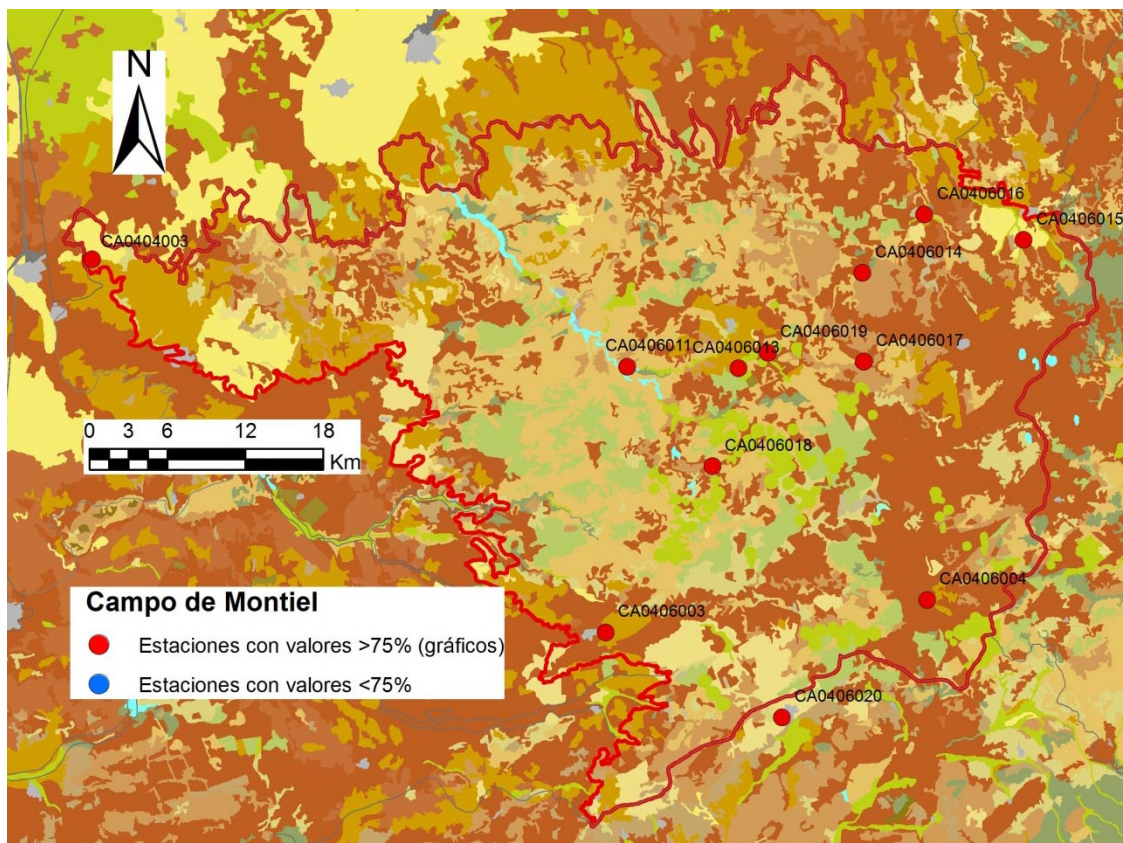 N
CA0406016
CA0406015
CA0404003
CA0406014
CA0406019
CA0406011
CA0406013
CA0406017
0 3 6 12 18
Km
CA0406018
CA0406004
Campo de Montiel
CA0406003
Estaciones con valores >75% (gráficos)
Estaciones con valores <75%
CA0406020